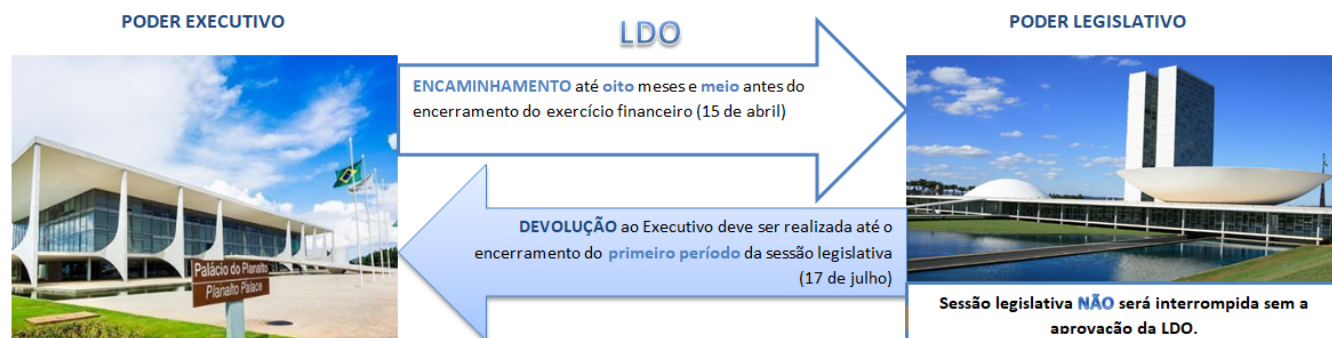 PODER EXECUTIVO
PODER LEGISLATIVO
LDO
ENCAMINHAMENTO até oito meses e meio antes do
encerramento do exercício financeiro (15 de abril)
DEVOLUÇÃO ao Executivo deve ser realizada até o
encerramento do primeiro período da sessão legislativa
(17 de julho)
Palácio do Planalto
Planalto Palace
Sessão legislativa NÃO será interrompida sem a
aprovação da LDO.